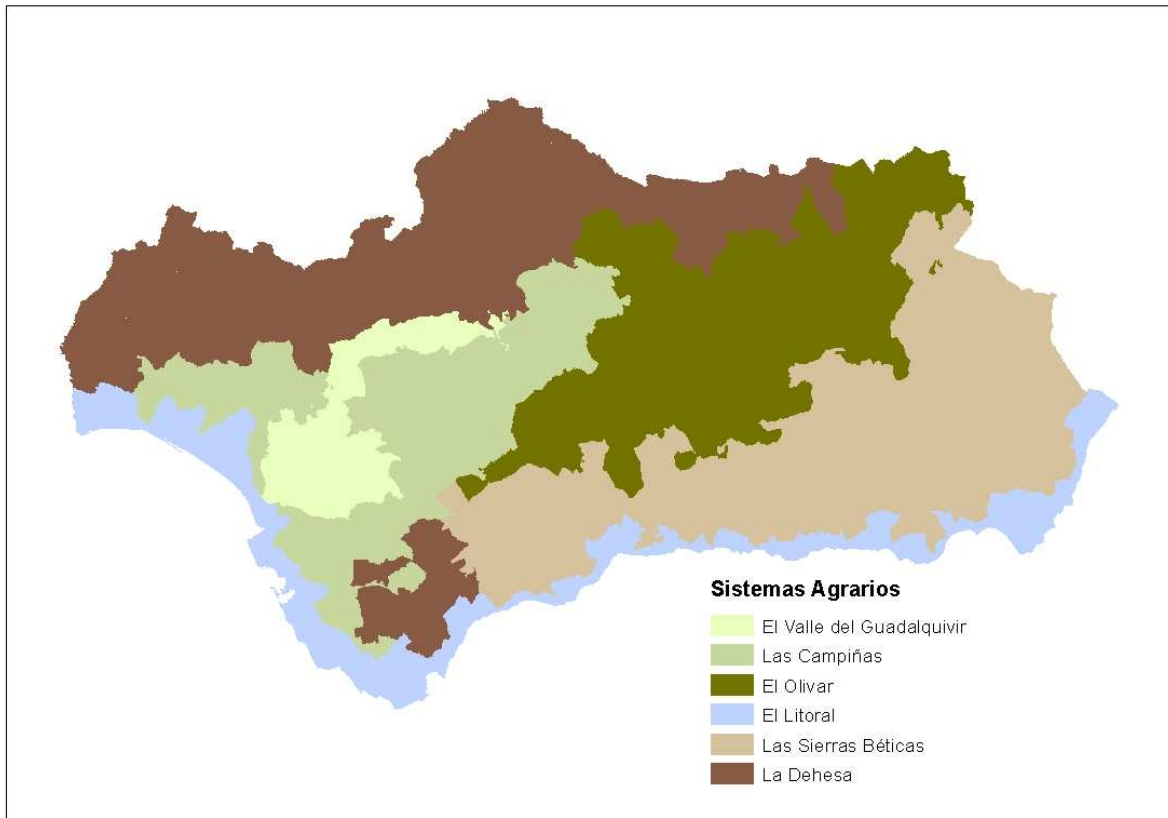 Sistemas Agrarios
El Valle del Guadalquivir
Las Campiñas
El Olivar
El Litoral
Las Sierras Béticas
La Dehesa